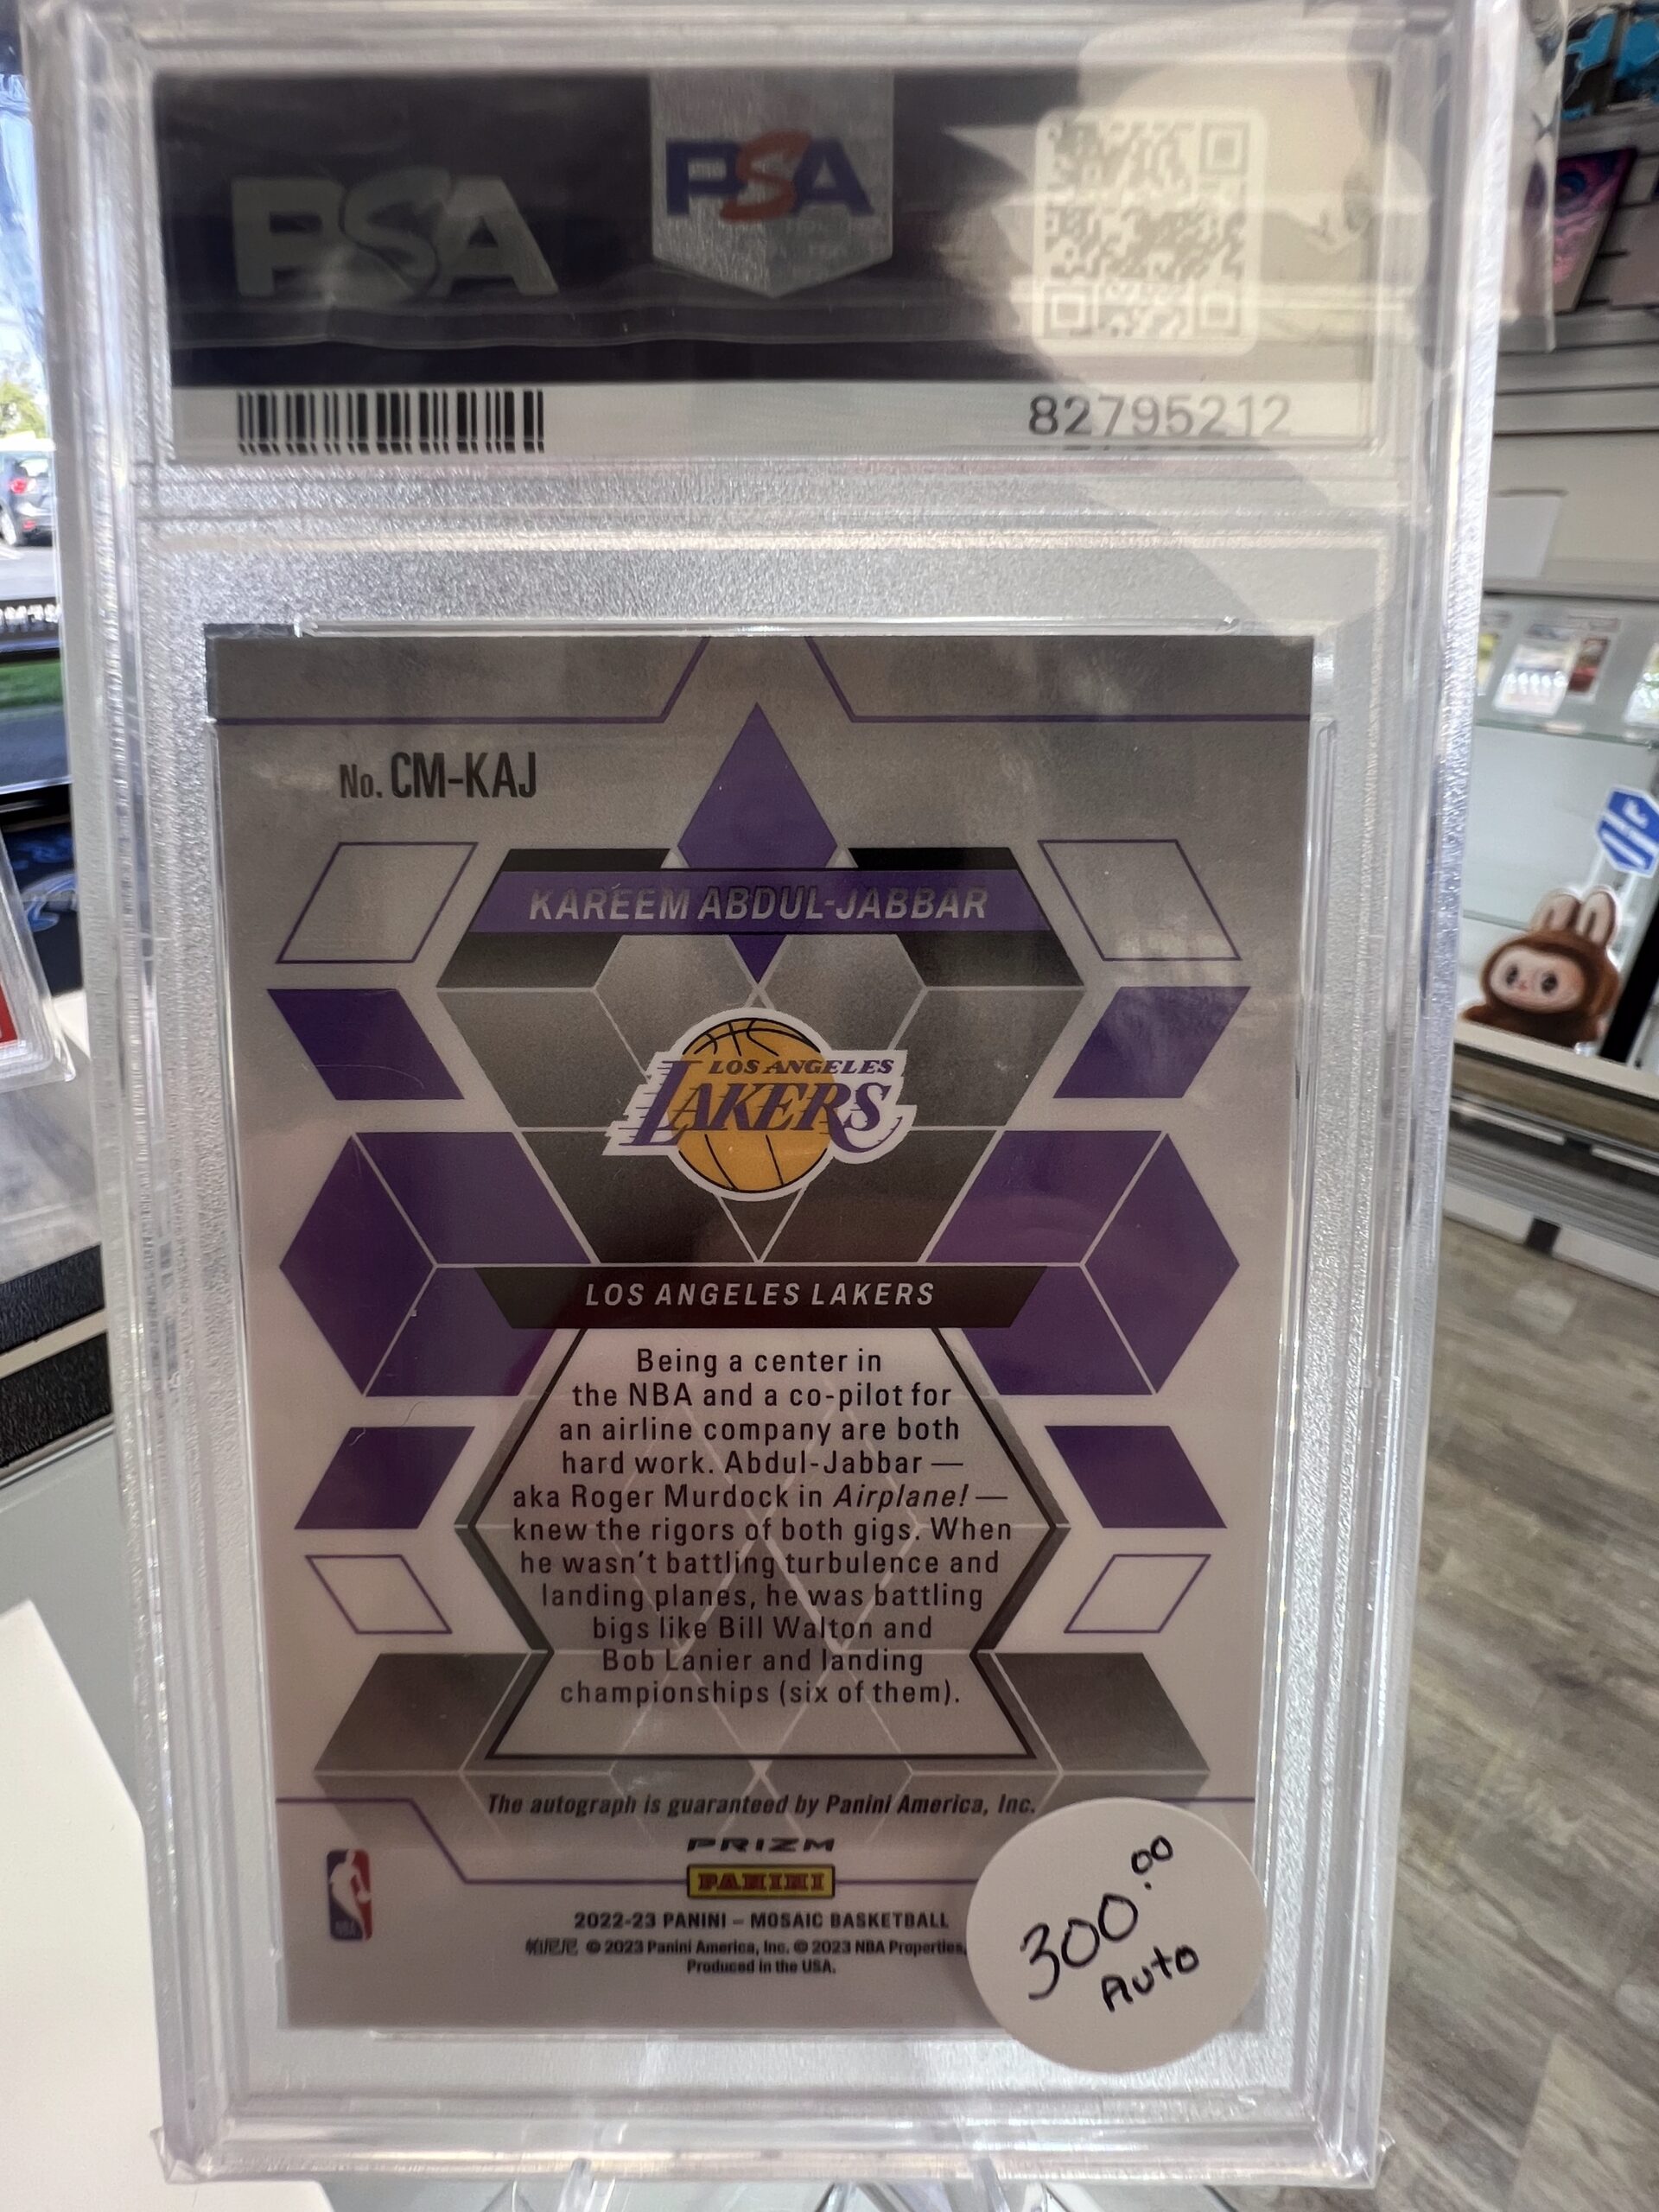 PSA
PSA
82795212
No. CM-KAJ
KAREEM ABDUL-JABBAR
LOS ANGELES
LAKERS
LOS ANGELES LAKERS
Being a center in
the NBA and a co-pilot for
an airline company are both
hard work. Abdul-Jabbar —
aka Roger Murdock in Airplane! —
knew the rigors of both gigs. When
he wasn't battling turbulence and
landing planes, he was battling
bigs like Bill Walton and
Bob Lanier and landing
championships (six of them).
The autograph is guaranteed by Panini America, Inc.
PRIZM
PANINI
NBA
2022-23 PANINI – MOSAIC BASKETBALL
帕尼尼 © 2023 Panini America, Inc. © 2023 NBA Properties,
Produced in the USA.
300.00
Auto